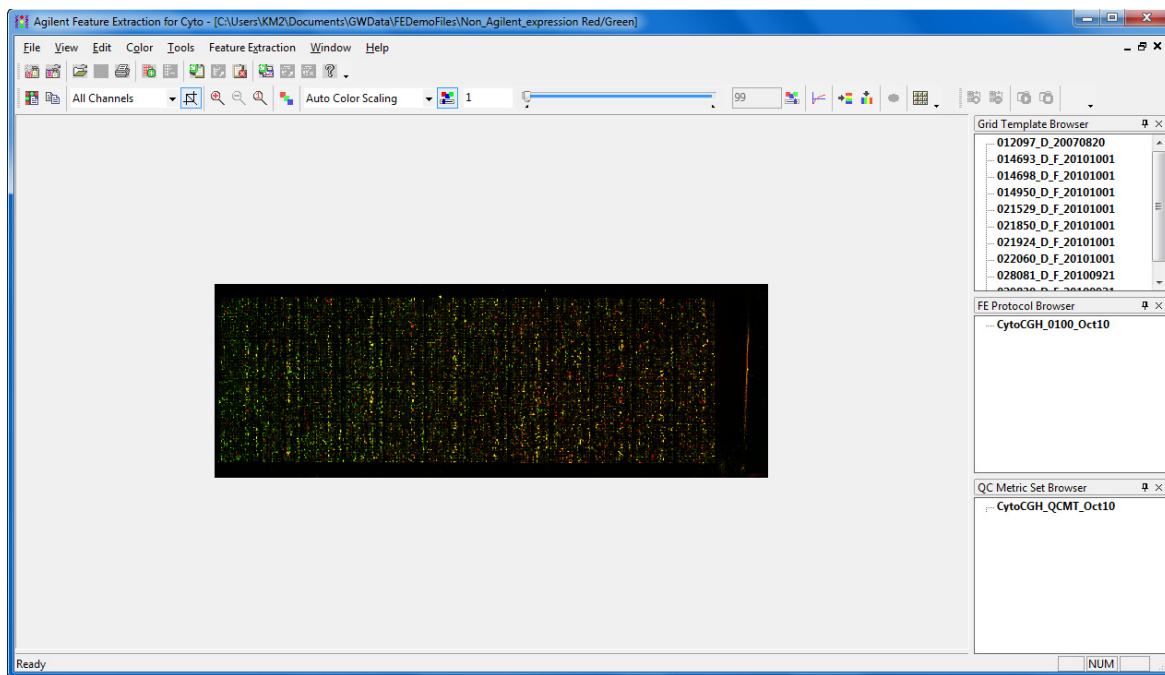 Agilent Feature Extraction for Cyto - [C:\Users\KM2\Documents\GWData\FEDemoFiles\Non_Agilent_expression Red/Green]
File View Edit Color Tools Feature Extraction Window Help
All Channels Auto Color Scaling 1 99
Grid Template Browser
012097_D_20070820
014693_D_F_20101001
014698_D_F_20101001
014950_D_F_20101001
021529_D_F_20101001
021850_D_F_20101001
021924_D_F_20101001
022060_D_F_20101001
028081_D_F_20100921
FE Protocol Browser
CytoCGH_0100_Oct10
QC Metric Set Browser
CytoCGH_QCMT_Oct10
Ready NUM